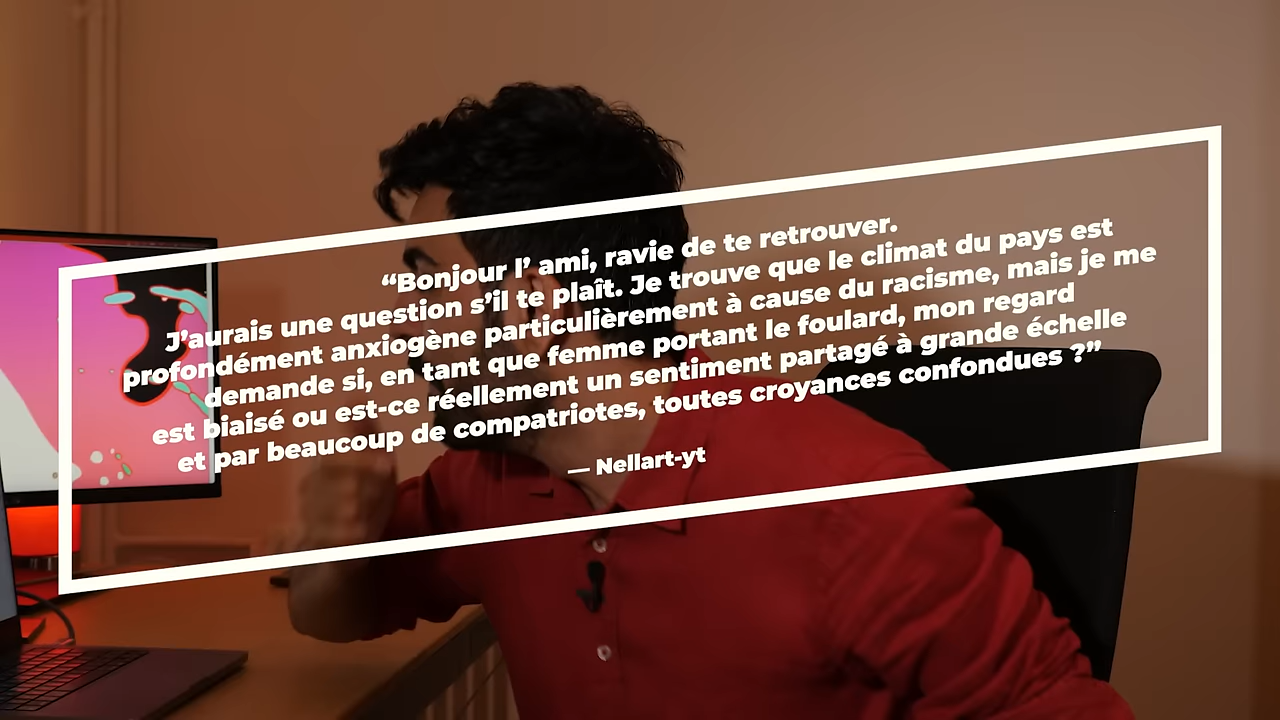 “Bonjour l’ ami, ravie de te retrouver.
J’aurais une question s’il te plaît. Je trouve que le climat du pays est
profondément anxiogène particulièrement à cause du racisme, mais je me
demande si, en tant que femme portant le foulard, mon regard
est biaisé ou est-ce réellement un sentiment partagé à grande échelle
et par beaucoup de compatriotes, toutes croyances confondues ?”
— Nellart-yt